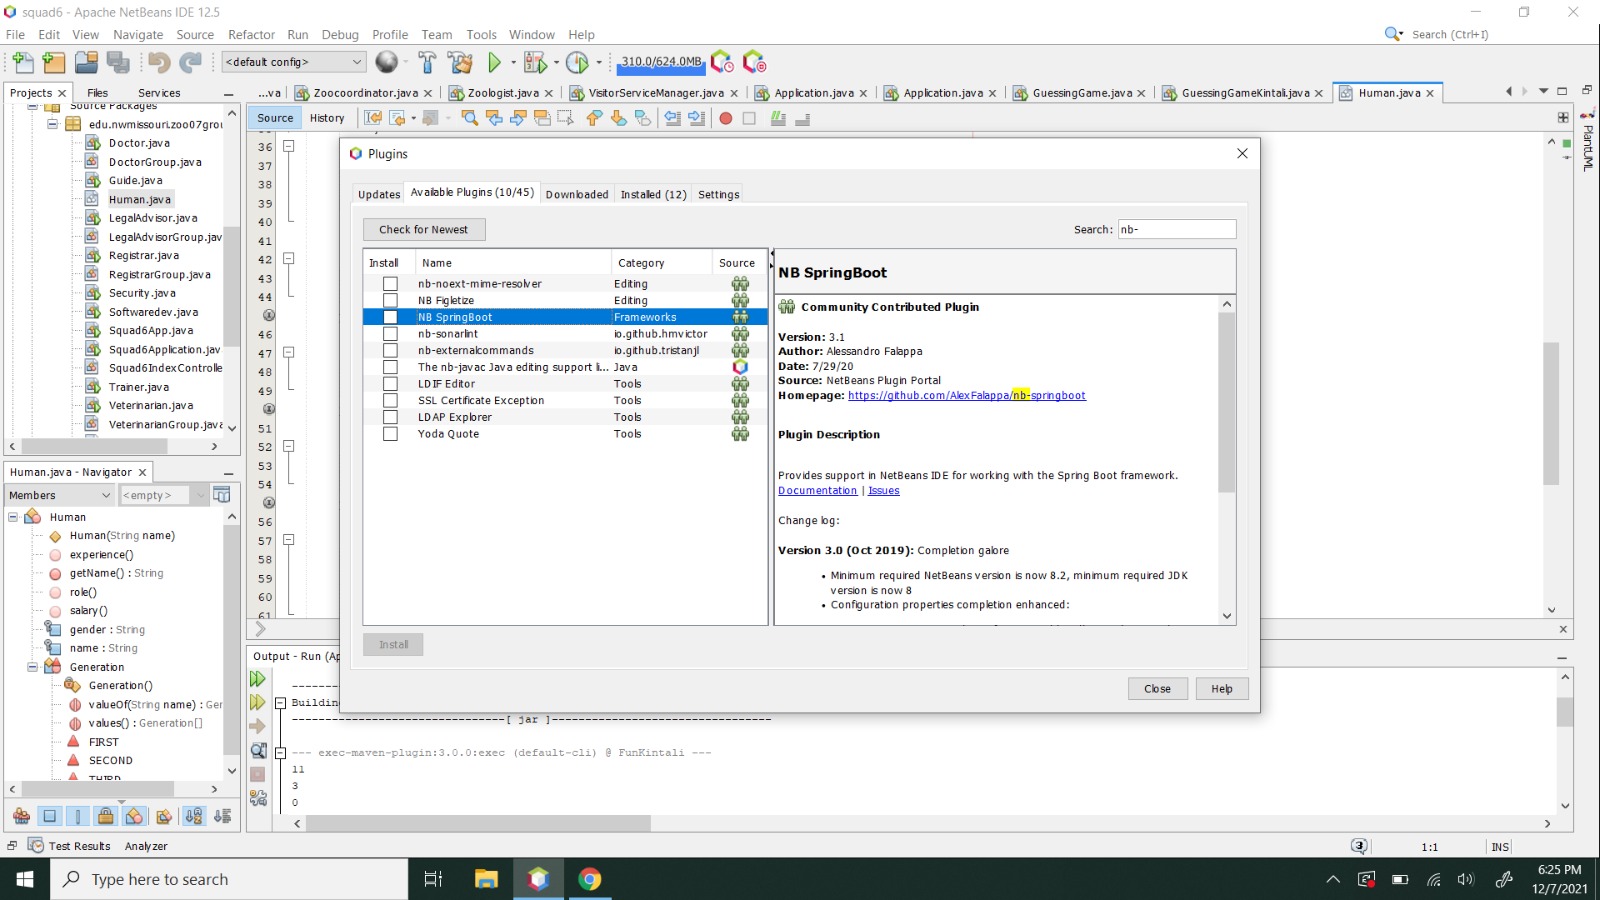 squad6 - Apache NetBeans IDE 12.5
File Edit View Navigate Source Refactor Run Debug Profile Team Tools Window Help
Search (Ctrl+I)
<default config>
310.0/624.0MB
Projects Files Services
...va Zoocoordinator.java Zoologist.java VisitorServiceManager.java Application.java Application.java GuessingGame.java GuessingGameKintali.java Human.java
Source History
PlantUML
Source Packages
edu.nwmissouri.zoo07grou
Doctor.java
DoctorGroup.java
Guide.java
Human.java
LegalAdvisor.java
LegalAdvisorGroup.jav
Registrar.java
RegistrarGroup.java
Security.java
Softwaredev.java
Squad6App.java
Squad6Application.jav
Squad6IndexControlle
Trainer.java
Veterinarian.java
VeterinarianGroup.java
Human.java - Navigator
Members <empty>
Human
Human(String name)
experience()
getName() : String
role()
salary()
gender : String
name : String
Generation
Generation()
valueOf(String name) : Ger
values() : Generation[]
FIRST
SECOND
THIRD
36
37
38
39
40
41
42
43
44
46
47
48
49
51
52
53
54
56
57
58
59
60
61
Plugins
Updates Available Plugins (10/45) Downloaded Installed (12) Settings
Check for Newest
Search: nb-
Install Name Category Source
nb-noext-mime-resolver Editing
NB Figletize Editing
NB SpringBoot Frameworks
nb-sonarlint io.github.hmvictor
nb-externalcommands io.github.tristanjl
The nb-javac Java editing support li... Java
LDIF Editor Tools
SSL Certificate Exception Tools
LDAP Explorer Tools
Yoda Quote Tools
Install
NB SpringBoot
Community Contributed Plugin
Version: 3.1
Author: Alessandro Falappa
Date: 7/29/20
Source: NetBeans Plugin Portal
Homepage: https://github.com/AlexFalappa/nb-springboot
Plugin Description
Provides support in NetBeans IDE for working with the Spring Boot framework.
Documentation | Issues
Change log:
Version 3.0 (Oct 2019): Completion galore
• Minimum required NetBeans version is now 8.2, minimum required JDK
version is now 8
• Configuration properties completion enhanced:
Close Help
Output - Run (Ap
Building
[ jar ]
--- exec-maven-plugin:3.0.0:exec (default-cli) @ FunKintali ---
11
3
0
Test Results Analyzer
3
1:1 INS
Type here to search
6:25 PM
12/7/2021